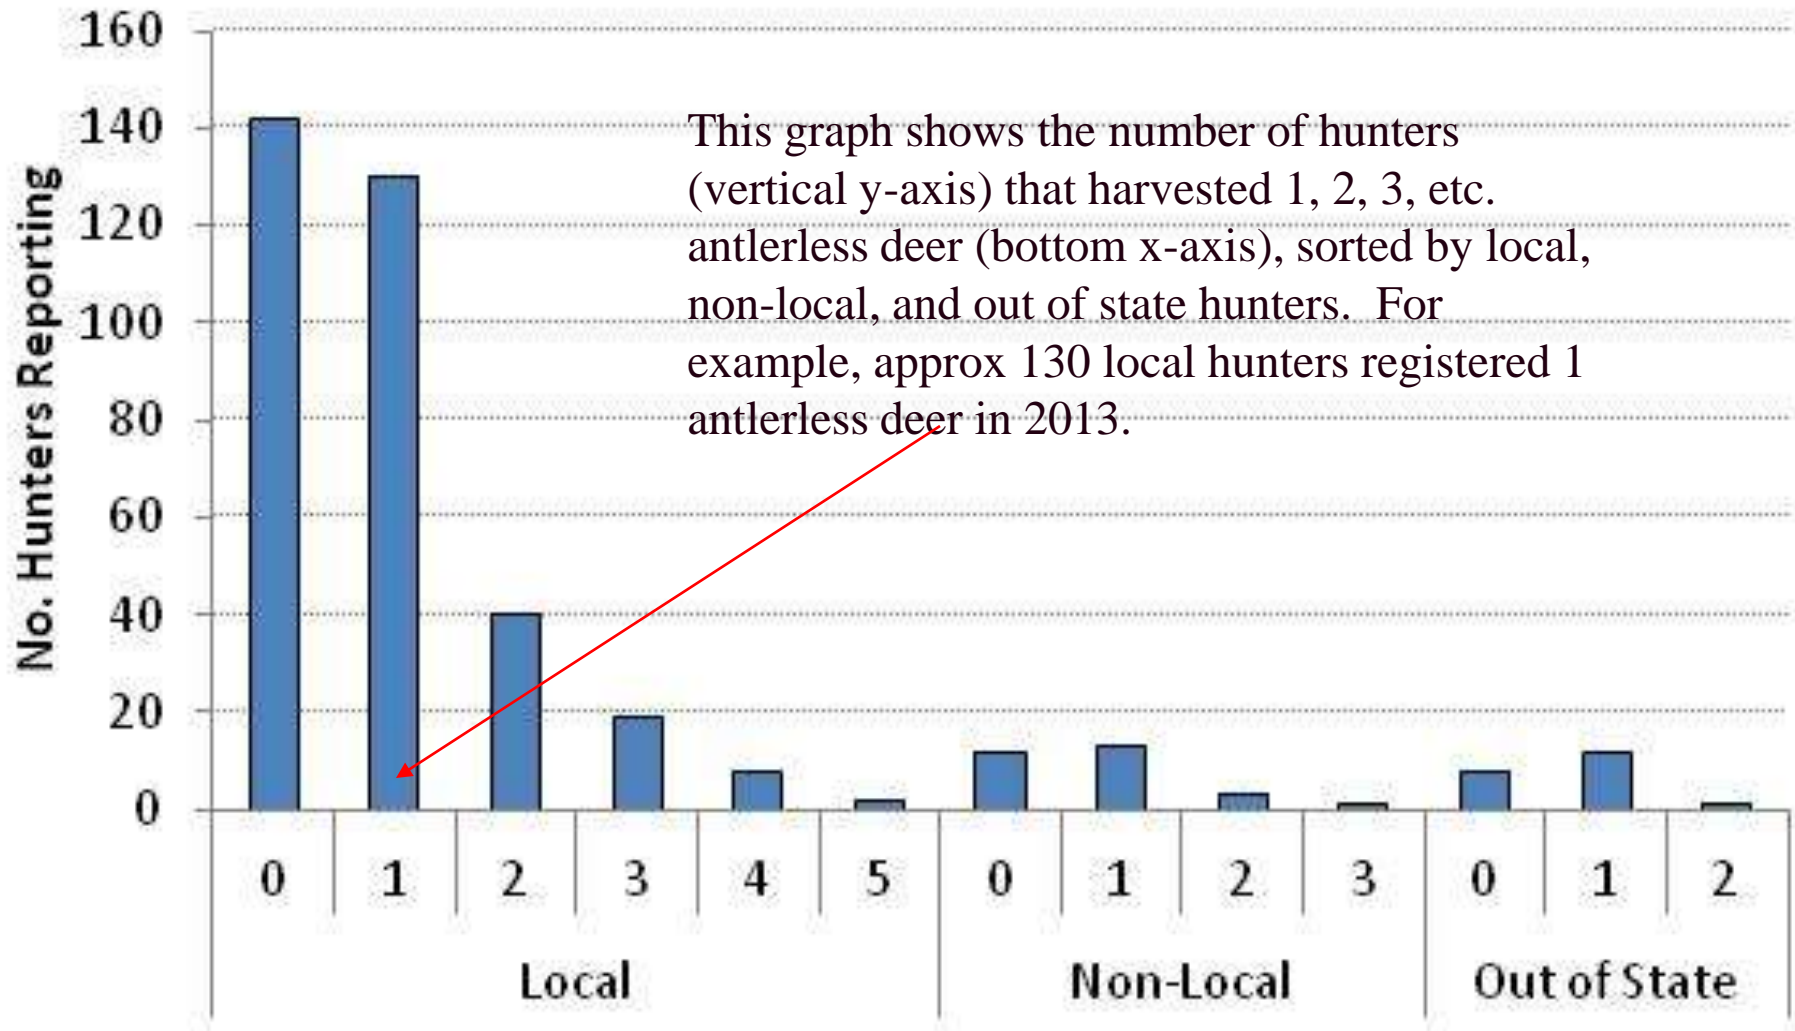 160
140
120
100
80
60
40
20
0
No. Hunters Reporting
This graph shows the number of hunters
(vertical y-axis) that harvested 1, 2, 3, etc.
antlerless deer (bottom x-axis), sorted by local,
non-local, and out of state hunters.  For
example, approx 130 local hunters registered 1
antlerless deer in 2013.
0 1 2 3 4 5 0 1 2 3 0 1 2
Local Non-Local Out of State